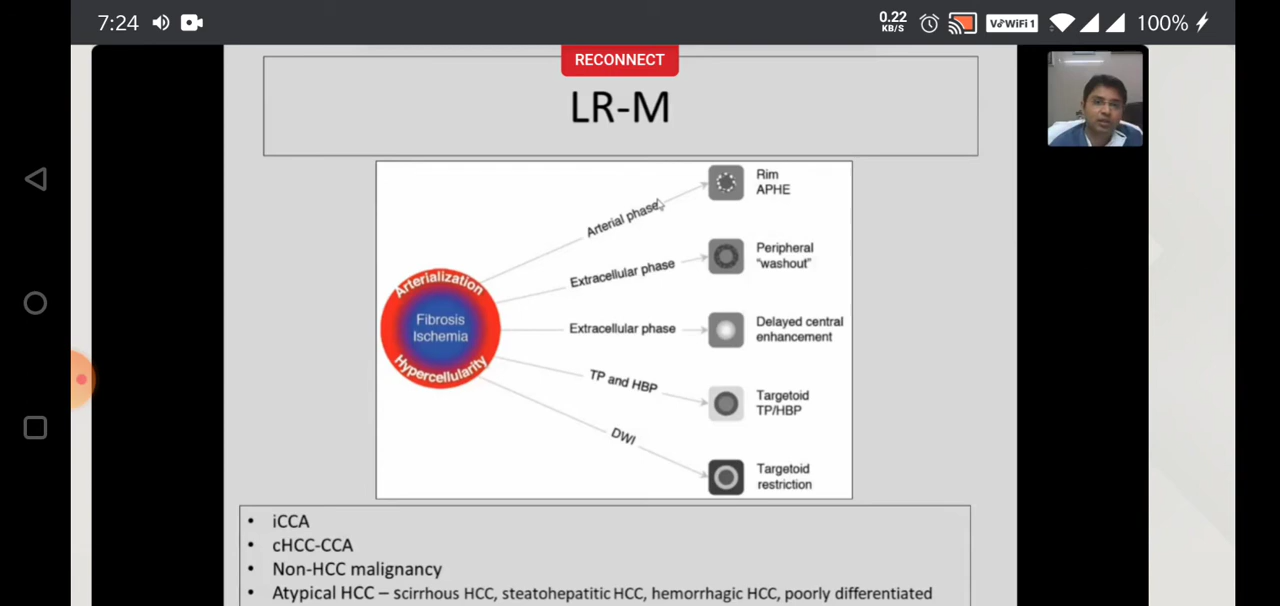 7:24
0.22
KB/S
VoWiFi 1
100%
RECONNECT
LR-M
Rim
APHE
Arterial phase
Peripheral
"washout"
Extracellular phase
Arterialization
Fibrosis
Ischemia
Hypercellularity
Extracellular phase
Delayed central
enhancement
TP and HBP
Targetoid
TP/HBP
DWI
Targetoid
restriction
• iCCA
• cHCC-CCA
• Non-HCC malignancy
• Atypical HCC – scirrhous HCC, steatohepatitic HCC, hemorrhagic HCC, poorly differentiated